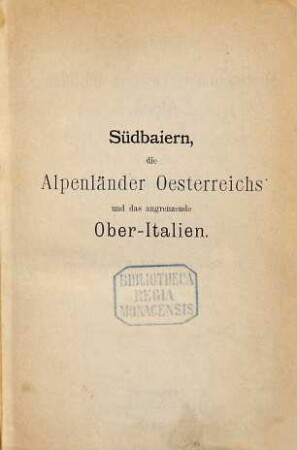 Südbaiern,
die
Alpenländer Oesterreichs
und das angrenzende
Ober-Italien.
BIBLIOTHECA
REGIA
MONACENSIS